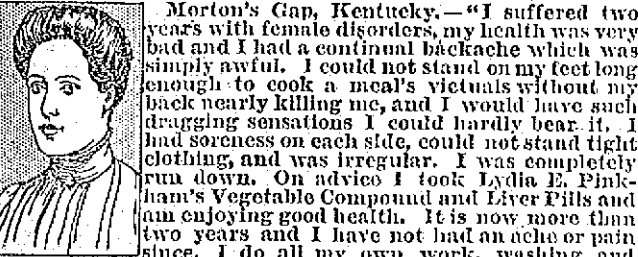 Morton's Gap, Kentucky.—"I suffered two
years with female disorders, my health was very
bad and I had a continual backache which was
simply awful. I could not stand on my feet long
enough to cook a meal's victuals without my
back nearly killing me, and I would have such
dragging sensations I could hardly bear it. I
had soreness on each side, could not stand tight
clothing, and was irregular. I was completely
run down. On advice I took Lydia E. Pink-
ham's Vegetable Compound and Liver Pills and
am enjoying good health. It is now more than
two years and I have not had an ache or pain
since. I do all my own work, washing and